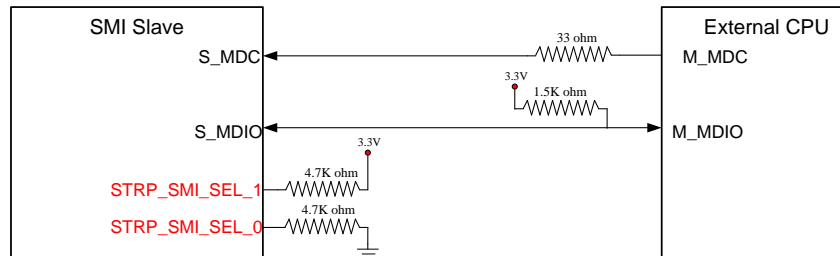 SMI Slave
External CPU
33 ohm
S_MDC
M_MDC
3.3V
1.5K ohm
S_MDIO
M_MDIO
3.3V
4.7K ohm
STRP_SMI_SEL_1
4.7K ohm
STRP_SMI_SEL_0